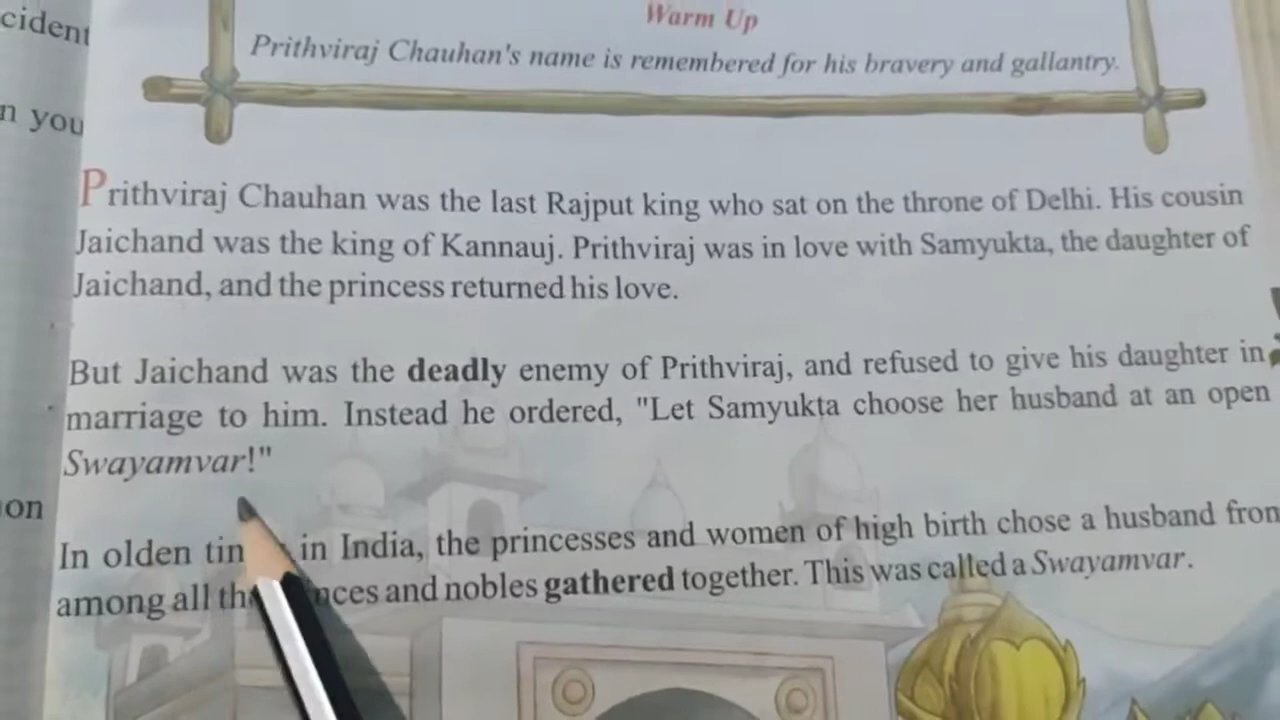 cident
n you
on
Warm Up
Prithviraj Chauhan's name is remembered for his bravery and gallantry.
Prithviraj Chauhan was the last Rajput king who sat on the throne of Delhi. His cousin
Jaichand was the king of Kannauj. Prithviraj was in love with Samyukta, the daughter of
Jaichand, and the princess returned his love.
But Jaichand was the deadly enemy of Prithviraj, and refused to give his daughter in
marriage to him. Instead he ordered, "Let Samyukta choose her husband at an open
Swayamvar!"
In olden in India, the princesses and women of high birth chose a husband from
among all and nobles gathered together. This was called a Swayamvar.